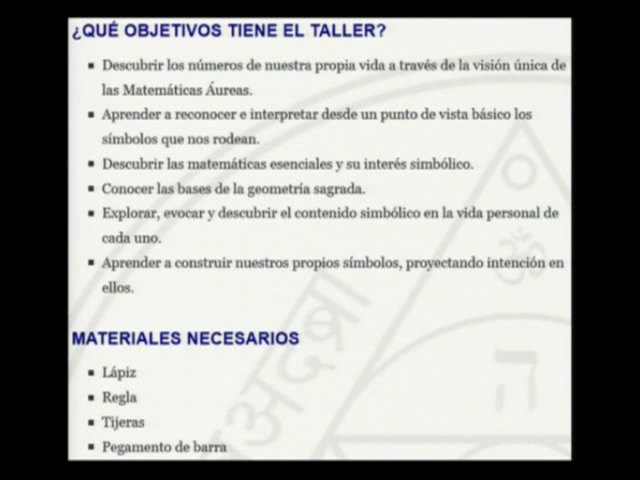 ¿QUÉ OBJETIVOS TIENE EL TALLER?
▪ Descubrir los números de nuestra propia vida a través de la visión única de
las Matemáticas Áureas.
▪ Aprender a reconocer e interpretar desde un punto de vista básico los
símbolos que nos rodean.
▪ Descubrir las matemáticas esenciales y su interés simbólico.
▪ Conocer las bases de la geometría sagrada.
▪ Explorar, evocar y descubrir el contenido simbólico en la vida personal de
cada uno.
▪ Aprender a construir nuestros propios símbolos, proyectando intención en
ellos.
MATERIALES NECESARIOS
▪ Lápiz
▪ Regla
▪ Tijeras
▪ Pegamento de barra
ॐ
ה